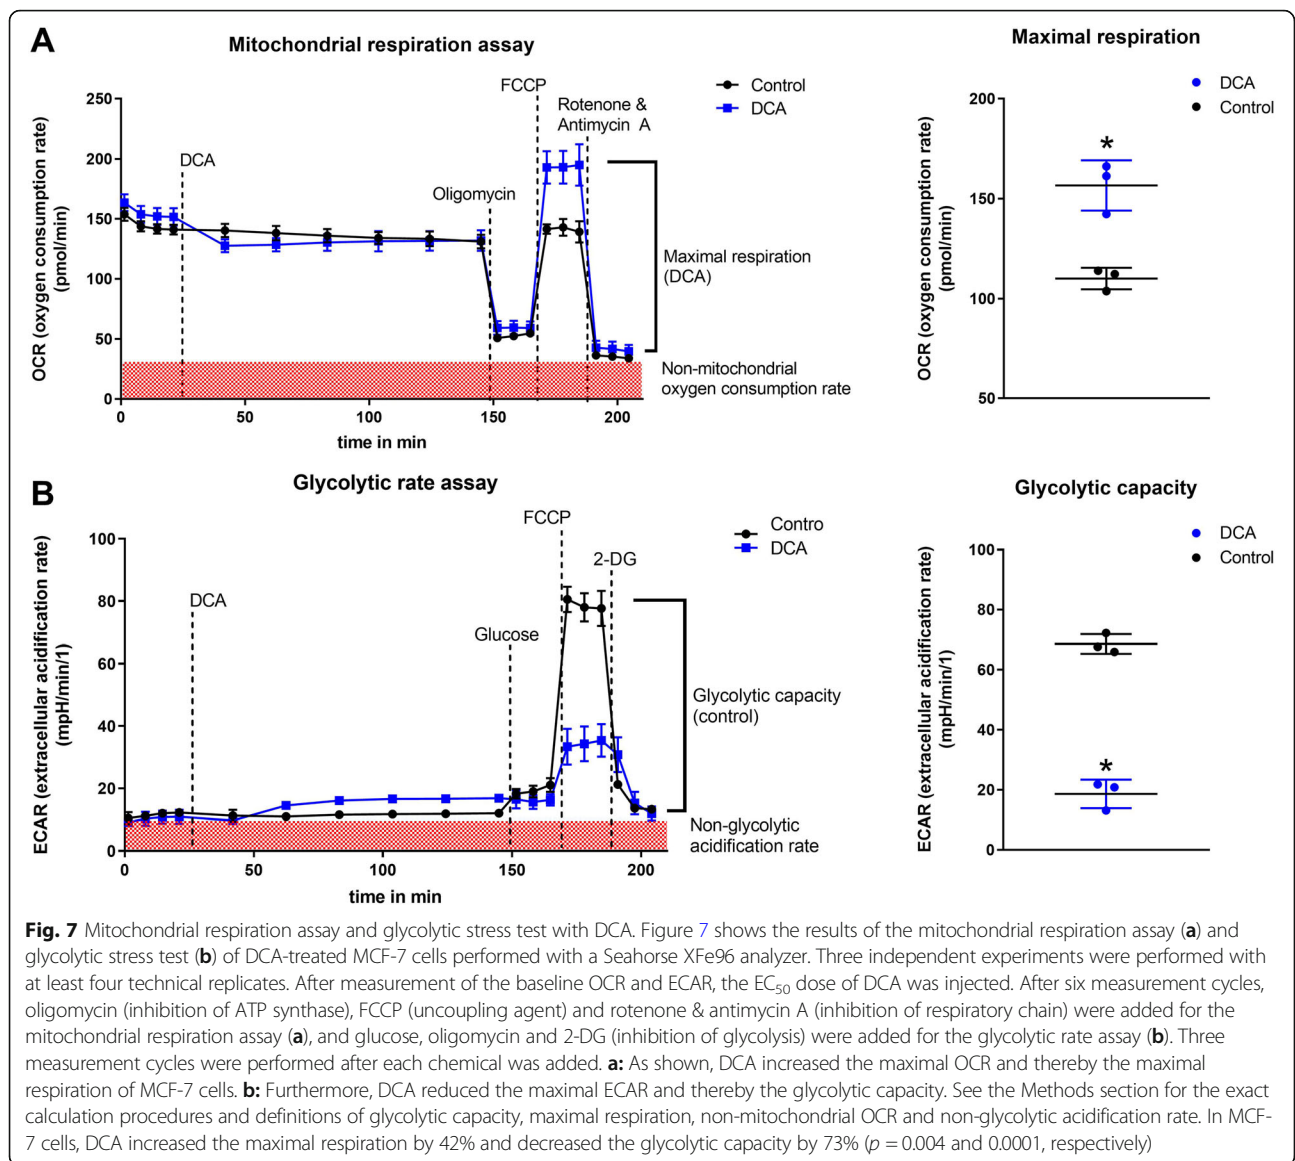 A
Mitochondrial respiration assay
FCCP
Control
DCA
Rotenone &
Antimycin A
DCA
Oligomycin
Maximal respiration
(DCA)
Non-mitochondrial
oxygen consumption rate
OCR (oxygen consumption rate)
(pmol/min)
250
200
150
100
50
0
0 50 100 150 200
time in min
Maximal respiration
DCA
Control
*
OCR (oxygen consumption rate)
(pmol/min)
200
150
100
50
B
Glycolytic rate assay
FCCP
Contro
DCA
2-DG
DCA
Glucose
Glycolytic capacity
(control)
Non-glycolytic
acidification rate
ECAR (extracellular acidification rate)
(mpH/min/1)
100
80
60
40
20
0
0 50 100 150 200
time in min
Glycolytic capacity
DCA
Control
*
ECAR (extracellular acidification rate)
(mpH/min/1)
100
80
60
40
20
0
Fig. 7 Mitochondrial respiration assay and glycolytic stress test with DCA. Figure 7 shows the results of the mitochondrial respiration assay (a) and
glycolytic stress test (b) of DCA-treated MCF-7 cells performed with a Seahorse XFe96 analyzer. Three independent experiments were performed with
at least four technical replicates. After measurement of the baseline OCR and ECAR, the EC50 dose of DCA was injected. After six measurement cycles,
oligomycin (inhibition of ATP synthase), FCCP (uncoupling agent) and rotenone & antimycin A (inhibition of respiratory chain) were added for the
mitochondrial respiration assay (a), and glucose, oligomycin and 2-DG (inhibition of glycolysis) were added for the glycolytic rate assay (b). Three
measurement cycles were performed after each chemical was added. a: As shown, DCA increased the maximal OCR and thereby the maximal
respiration of MCF-7 cells. b: Furthermore, DCA reduced the maximal ECAR and thereby the glycolytic capacity. See the Methods section for the exact
calculation procedures and definitions of glycolytic capacity, maximal respiration, non-mitochondrial OCR and non-glycolytic acidification rate. In MCF-
7 cells, DCA increased the maximal respiration by 42% and decreased the glycolytic capacity by 73% (p = 0.004 and 0.0001, respectively)